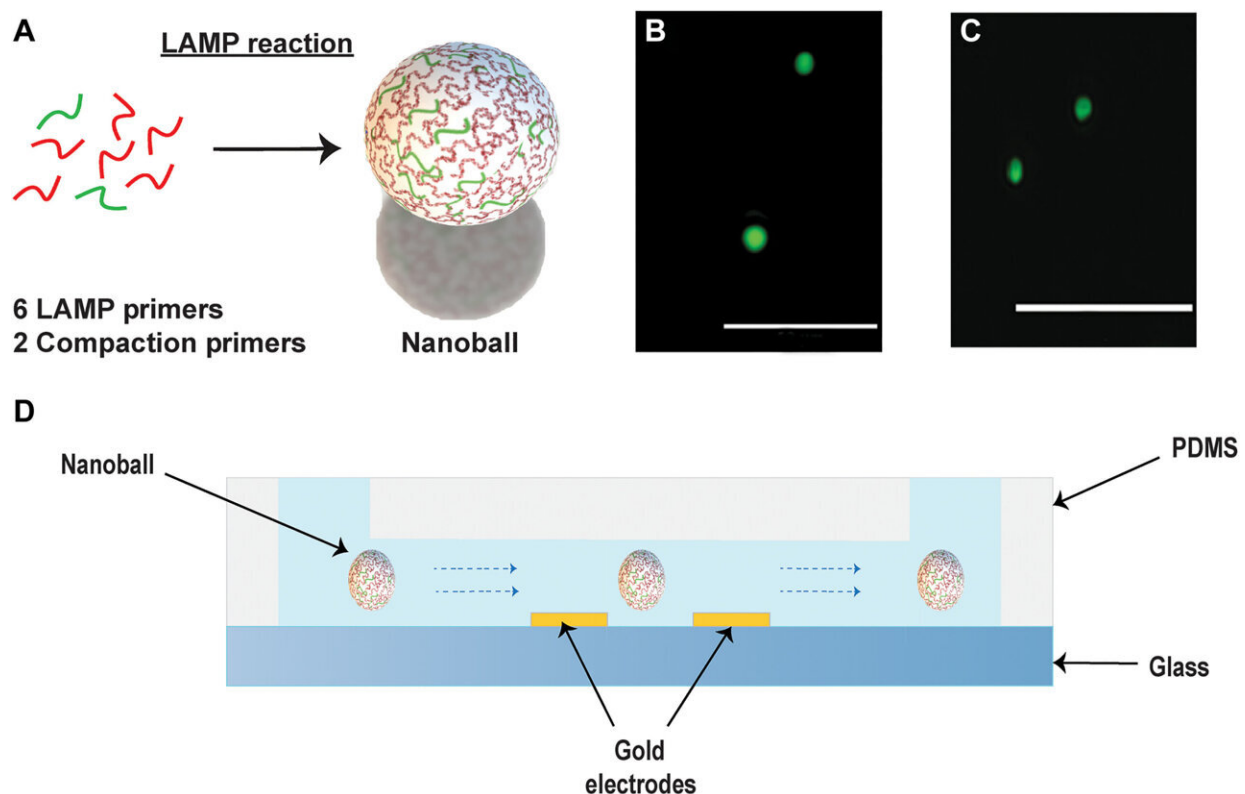 A
LAMP reaction
6 LAMP primers
2 Compaction primers
Nanoball
B
C
D
Nanoball
PDMS
Glass
Gold
electrodes